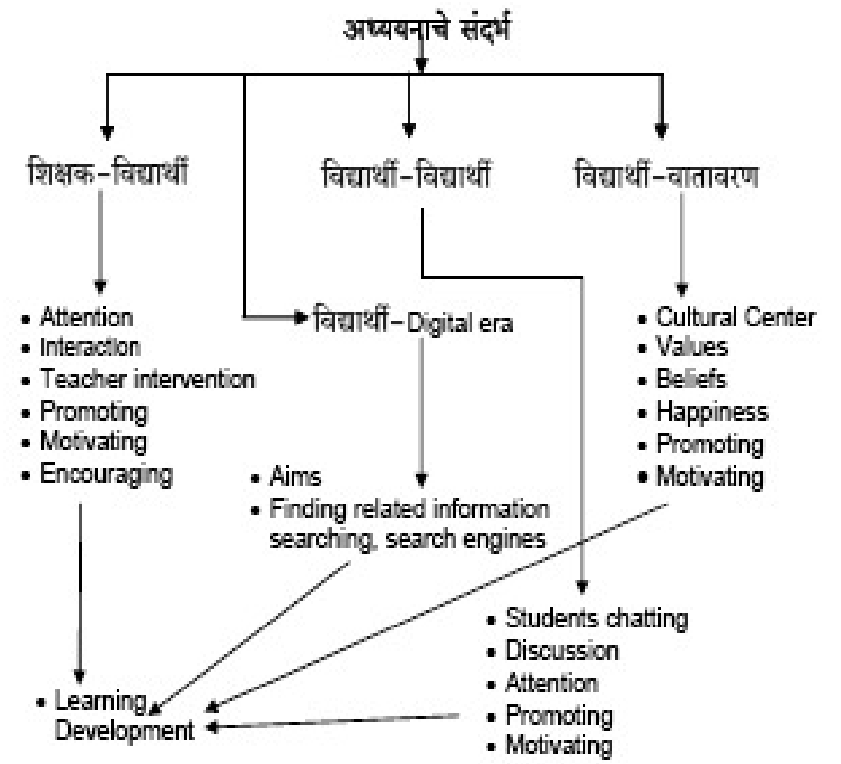 अध्ययनाचे संदर्भ
शिक्षक-विद्यार्थी
विद्यार्थी-विद्यार्थी
विद्यार्थी-वातावरण
• Attention
• Interaction
• Teacher intervention
• Promoting
• Motivating
• Encouraging
विद्यार्थी-Digital era
• Cultural Center
• Values
• Beliefs
• Happiness
• Promoting
• Motivating
• Aims
• Finding related information
searching, search engines
• Students chatting
• Discussion
• Attention
• Promoting
• Motivating
• Learning
Development